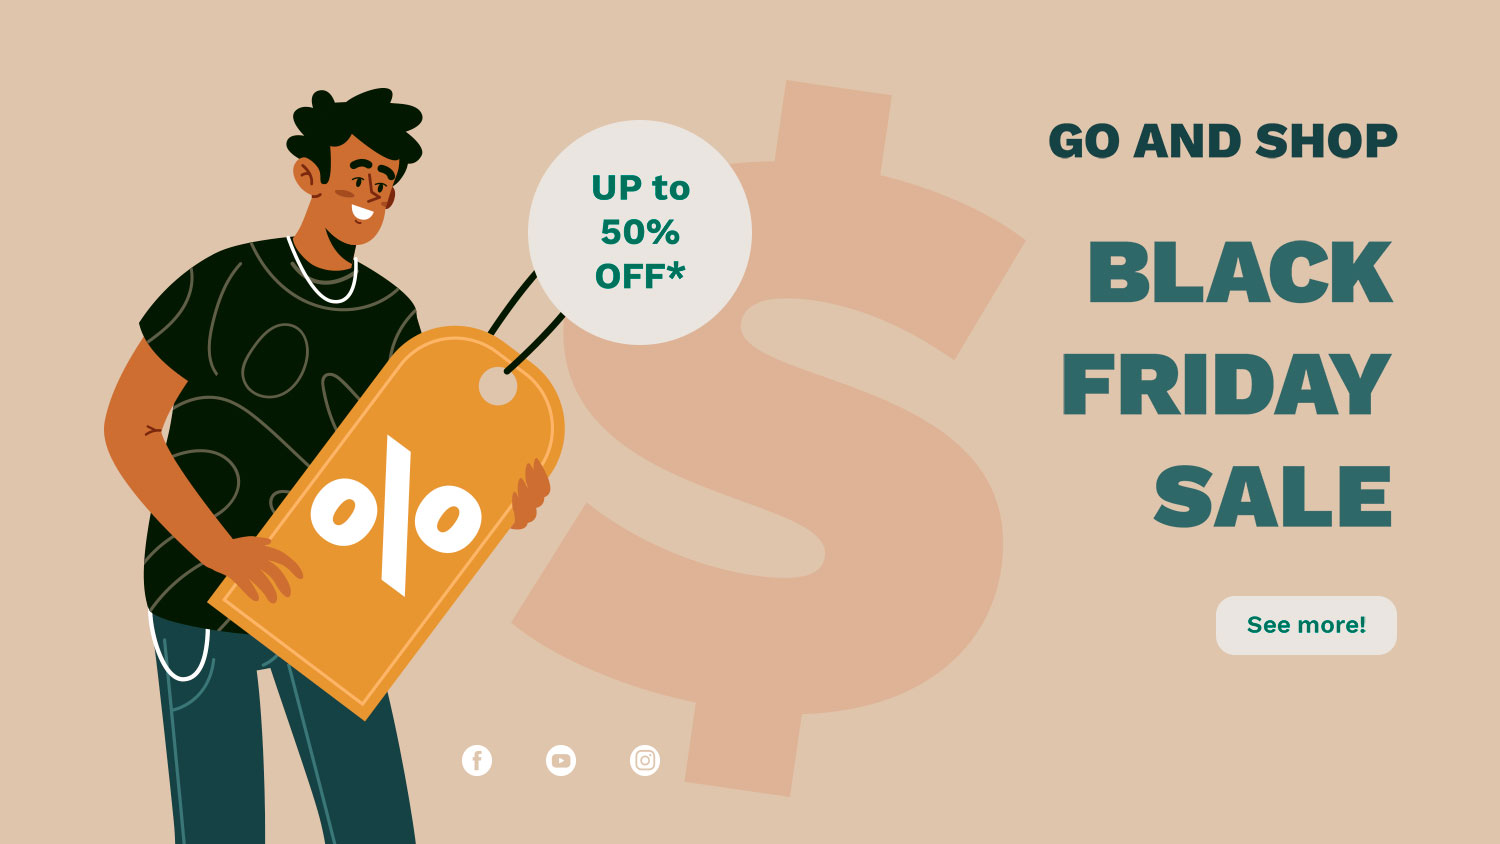 GO AND SHOP
UP to
50%
OFF*
BLACK
FRIDAY
SALE
%
See more!